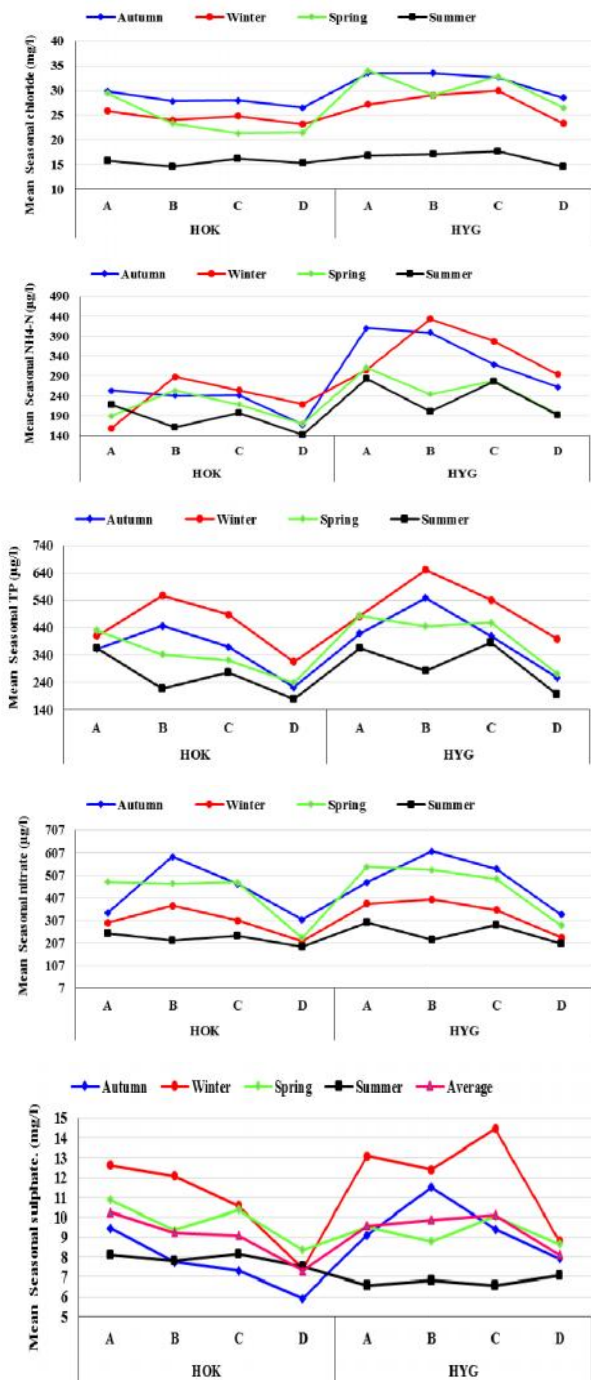 Autumn Winter Spring Summer
Mean Seasonal chloride (mg/l)
40
35
30
25
20
15
10
A B C D A B C D
HOK HYG
Autumn Winter Spring Summer
Mean Seasonal NH4-N (µg/l)
490
440
390
340
290
240
190
140
A B C D A B C D
HOK HYG
Autumn Winter Spring Summer
Mean Seasonal TP (µg/l)
740
640
540
440
340
240
140
A B C D A B C D
HOK HYG
Autumn Winter Spring Summer
Mean Seasonal nitrate (µg/l)
707
607
507
407
307
207
107
7
A B C D A B C D
HOK HYG
Autumn Winter Spring Summer Average
Mean Seasonal sulphate. (mg/l)
15
14
13
12
11
10
9
8
7
6
5
A B C D A B C D
HOK HYG